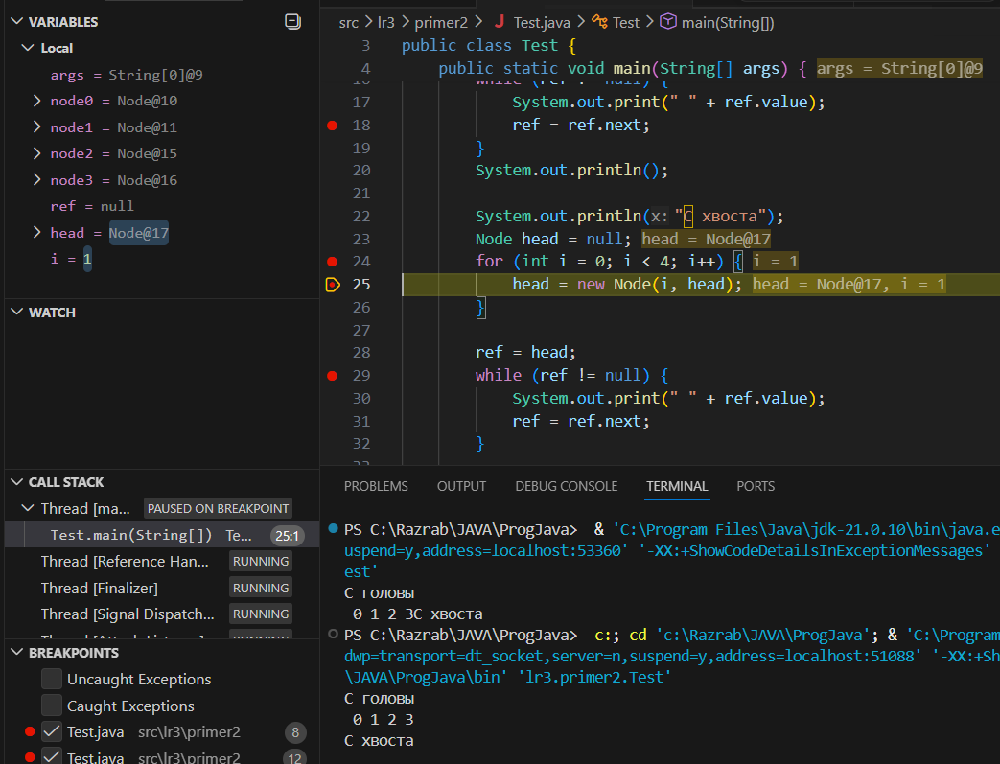 VARIABLES
Local
args = String[0]@9
node0 = Node@10
node1 = Node@11
node2 = Node@15
node3 = Node@16
ref = null
head = Node@17
i = 1
WATCH
CALL STACK
Thread [ma... PAUSED ON BREAKPOINT
Test.main(String[]) Te... 25:1
Thread [Reference Han... RUNNING
Thread [Finalizer] RUNNING
Thread [Signal Dispatch... RUNNING
BREAKPOINTS
Uncaught Exceptions
Caught Exceptions
Test.java src\lr3\primer2 8
Test.java src\lr3\primer2 12
src > lr3 > primer2 > J Test.java > Test > main(String[])
3 public class Test {
4 public static void main(String[] args) { args = String[0]@9
16 while (ref != null) {
17 System.out.print(" " + ref.value);
18 ref = ref.next;
19 }
20 System.out.println();
21
22 System.out.println(x: "С хвоста");
23 Node head = null; head = Node@17
24 for (int i = 0; i < 4; i++) { i = 1
25 head = new Node(i, head); head = Node@17, i = 1
26 }
27
28 ref = head;
29 while (ref != null) {
30 System.out.print(" " + ref.value);
31 ref = ref.next;
32 }
PROBLEMS OUTPUT DEBUG CONSOLE TERMINAL PORTS
PS C:\Razrab\JAVA\ProgJava> & 'C:\Program Files\Java\jdk-21.0.10\bin\java.e
uspend=y,address=localhost:53360' '-XX:+ShowCodeDetailsInExceptionMessages'
est'
С головы
0 1 2 3С хвоста
PS C:\Razrab\JAVA\ProgJava> c:; cd 'c:\Razrab\JAVA\ProgJava'; & 'C:\Program
dwp=transport=dt_socket,server=n,suspend=y,address=localhost:51088' '-XX:+Sh
\JAVA\ProgJava\bin' 'lr3.primer2.Test'
С головы
0 1 2 3
С хвоста